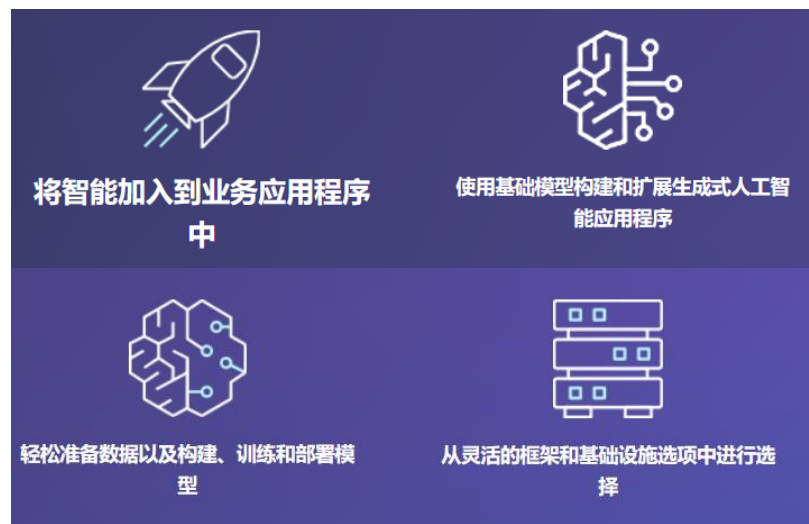 将智能加入到业务应用程序
中
使用基础模型构建和扩展生成式人工智
能应用程序
轻松准备数据以及构建、训练和部署模
型
从灵活的框架和基础设施选项中进行选
择